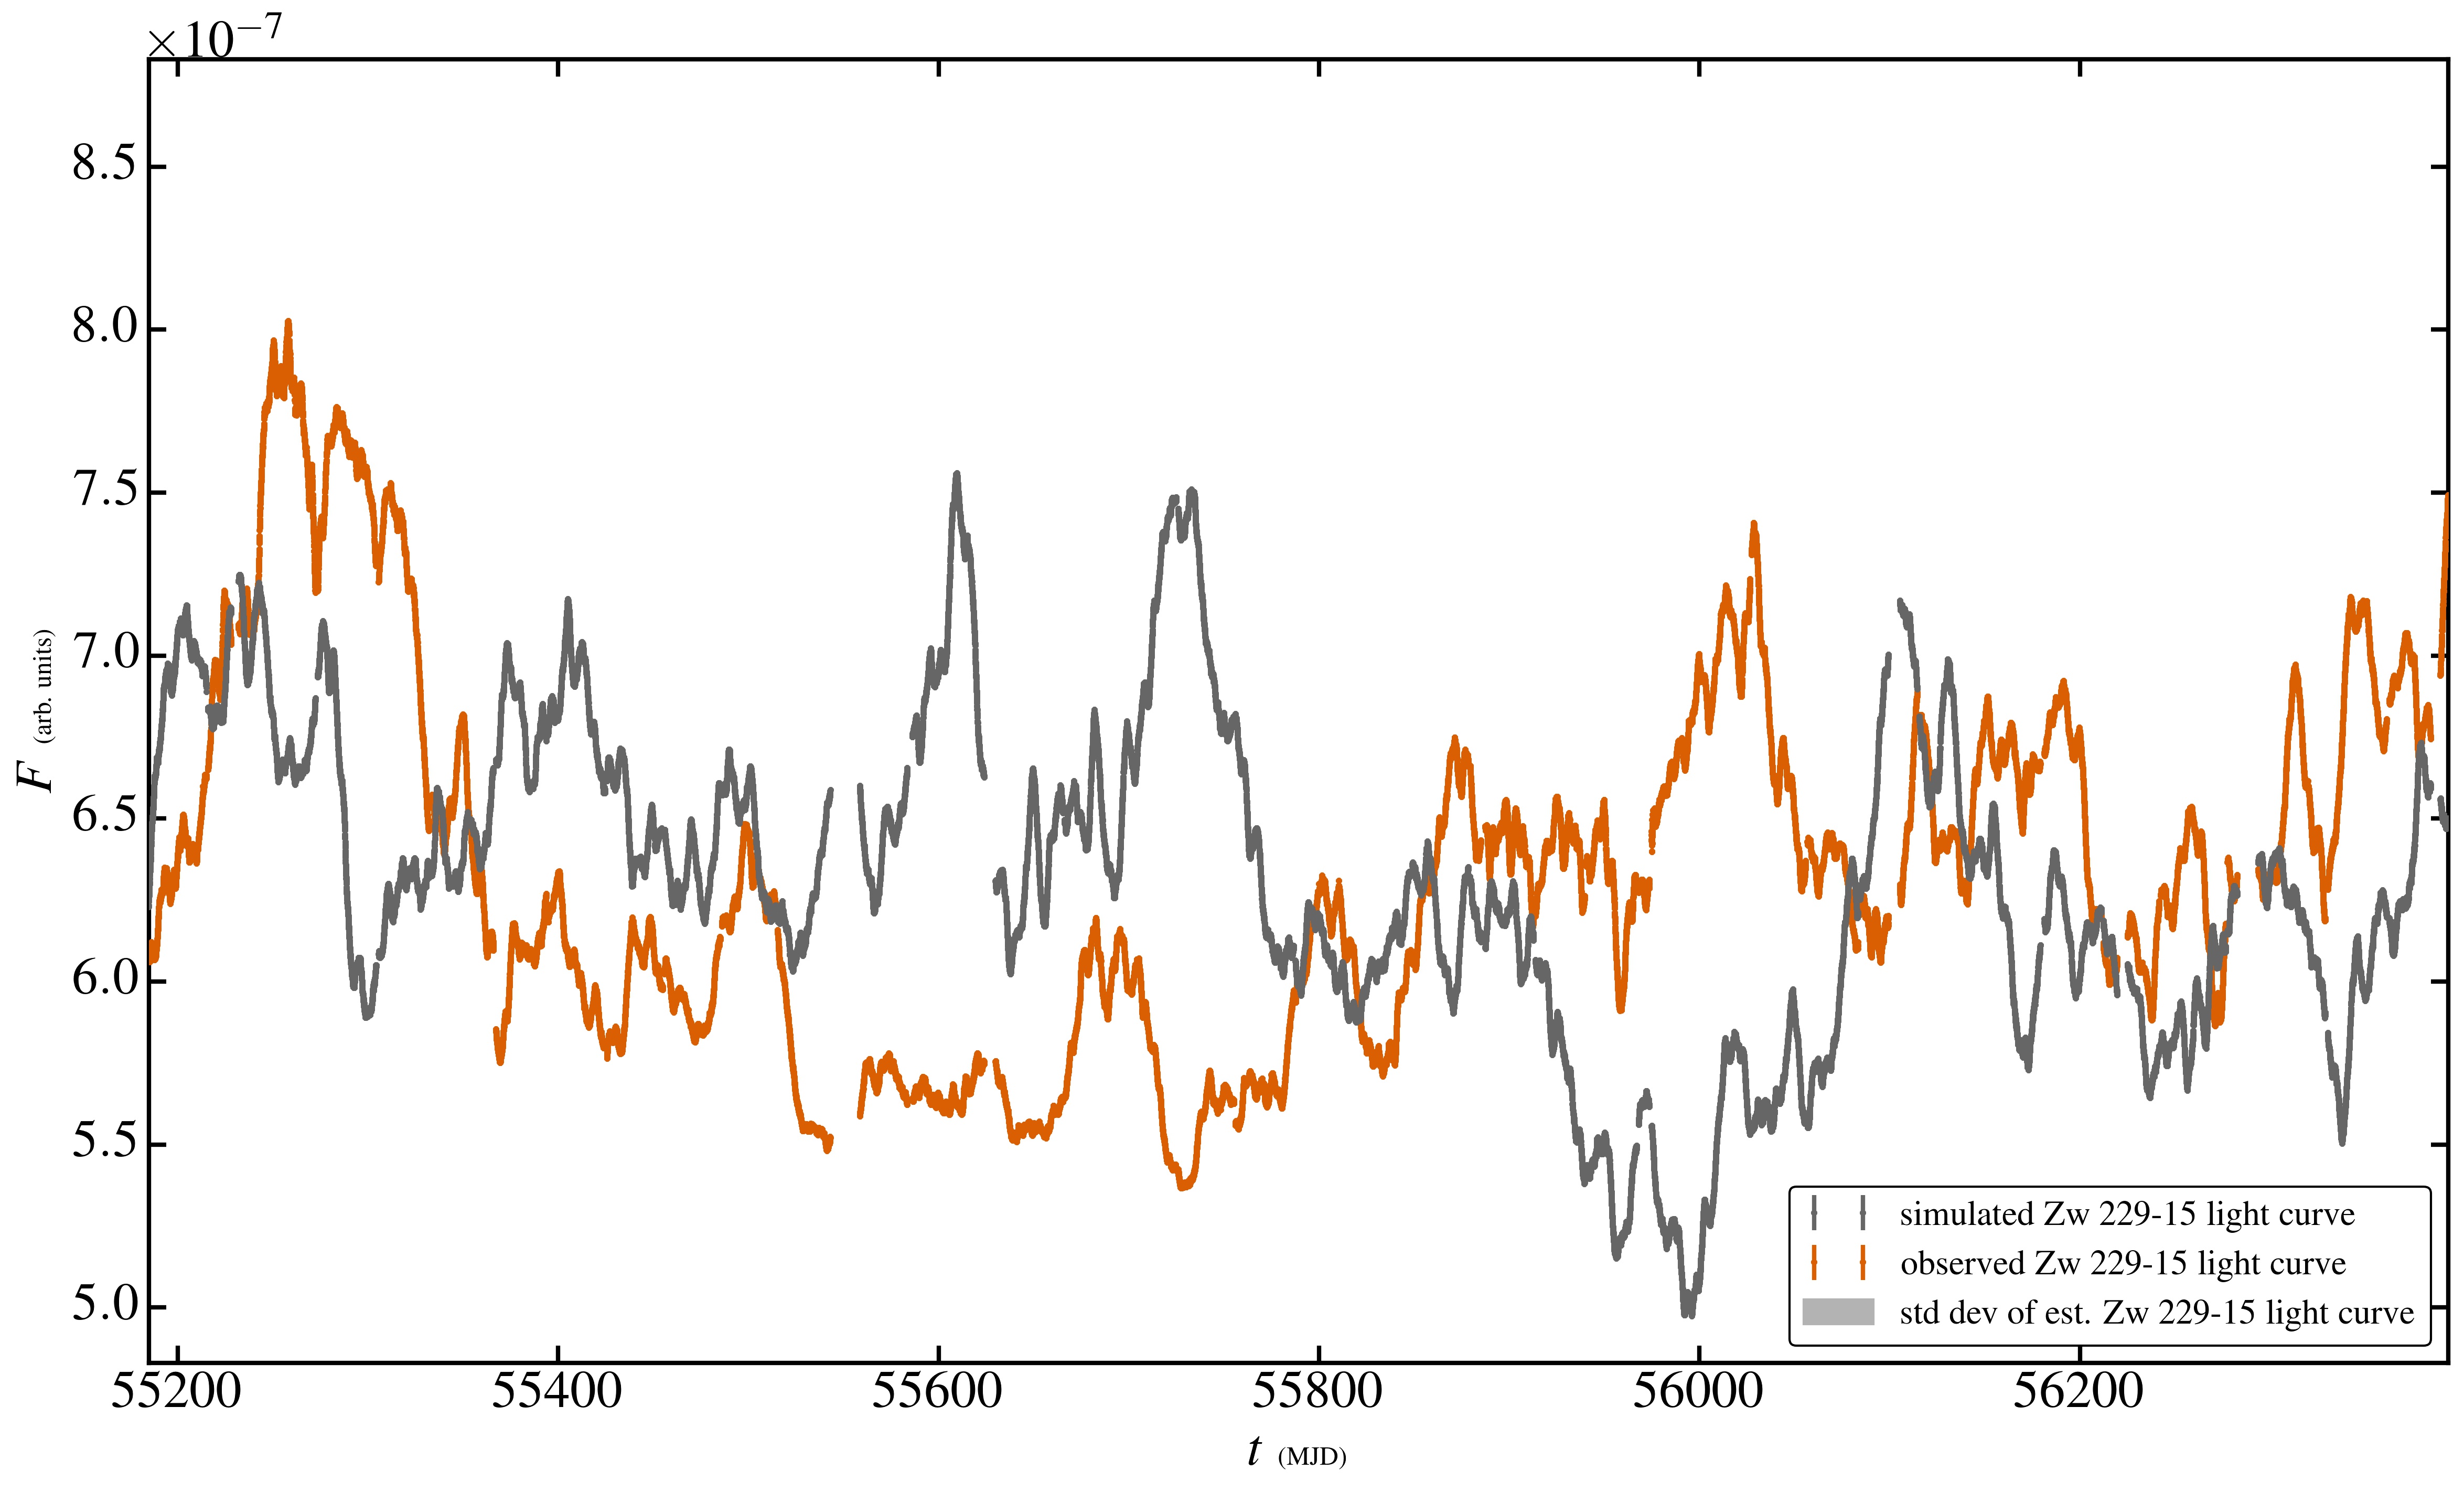 ×10⁻⁷
8.5
8.0
7.5
7.0
6.5
6.0
5.5
5.0
F (arb. units)
55200 55400 55600 55800 56000 56200
t (MJD)
simulated Zw 229-15 light curve
observed Zw 229-15 light curve
std dev of est. Zw 229-15 light curve